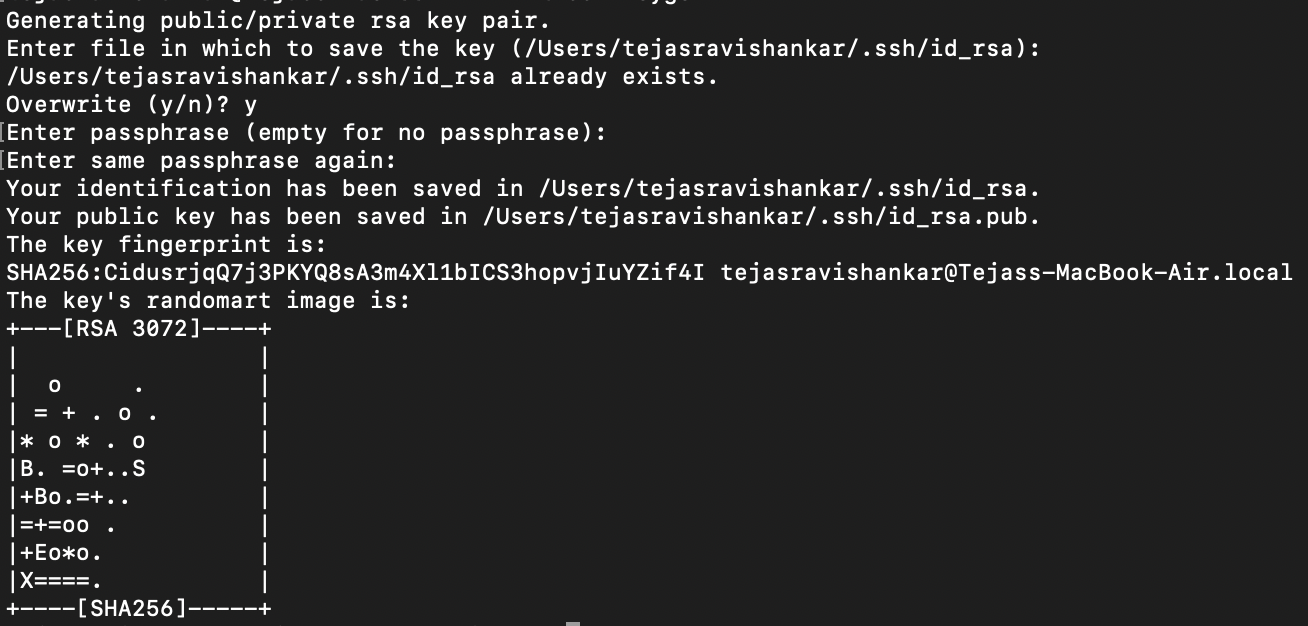 Generating public/private rsa key pair.
Enter file in which to save the key (/Users/tejasravishankar/.ssh/id_rsa):
/Users/tejasravishankar/.ssh/id_rsa already exists.
Overwrite (y/n)? y
[Enter passphrase (empty for no passphrase):
[Enter same passphrase again:
Your identification has been saved in /Users/tejasravishankar/.ssh/id_rsa.
Your public key has been saved in /Users/tejasravishankar/.ssh/id_rsa.pub.
The key fingerprint is:
SHA256:CidusrjqQ7j3PKYQ8sA3m4Xl1bICS3hopvjIuYZif4I tejasravishankar@Tejass-MacBook-Air.local
The key's randomart image is:
+---[RSA 3072]----+
|                 |
|  o     .        |
| = + . o .       |
|* o * . o        |
|B. =o+..S        |
|+Bo.=+..         |
|=+=oo .          |
|+Eo*o.           |
|X====.           |
+----[SHA256]-----+